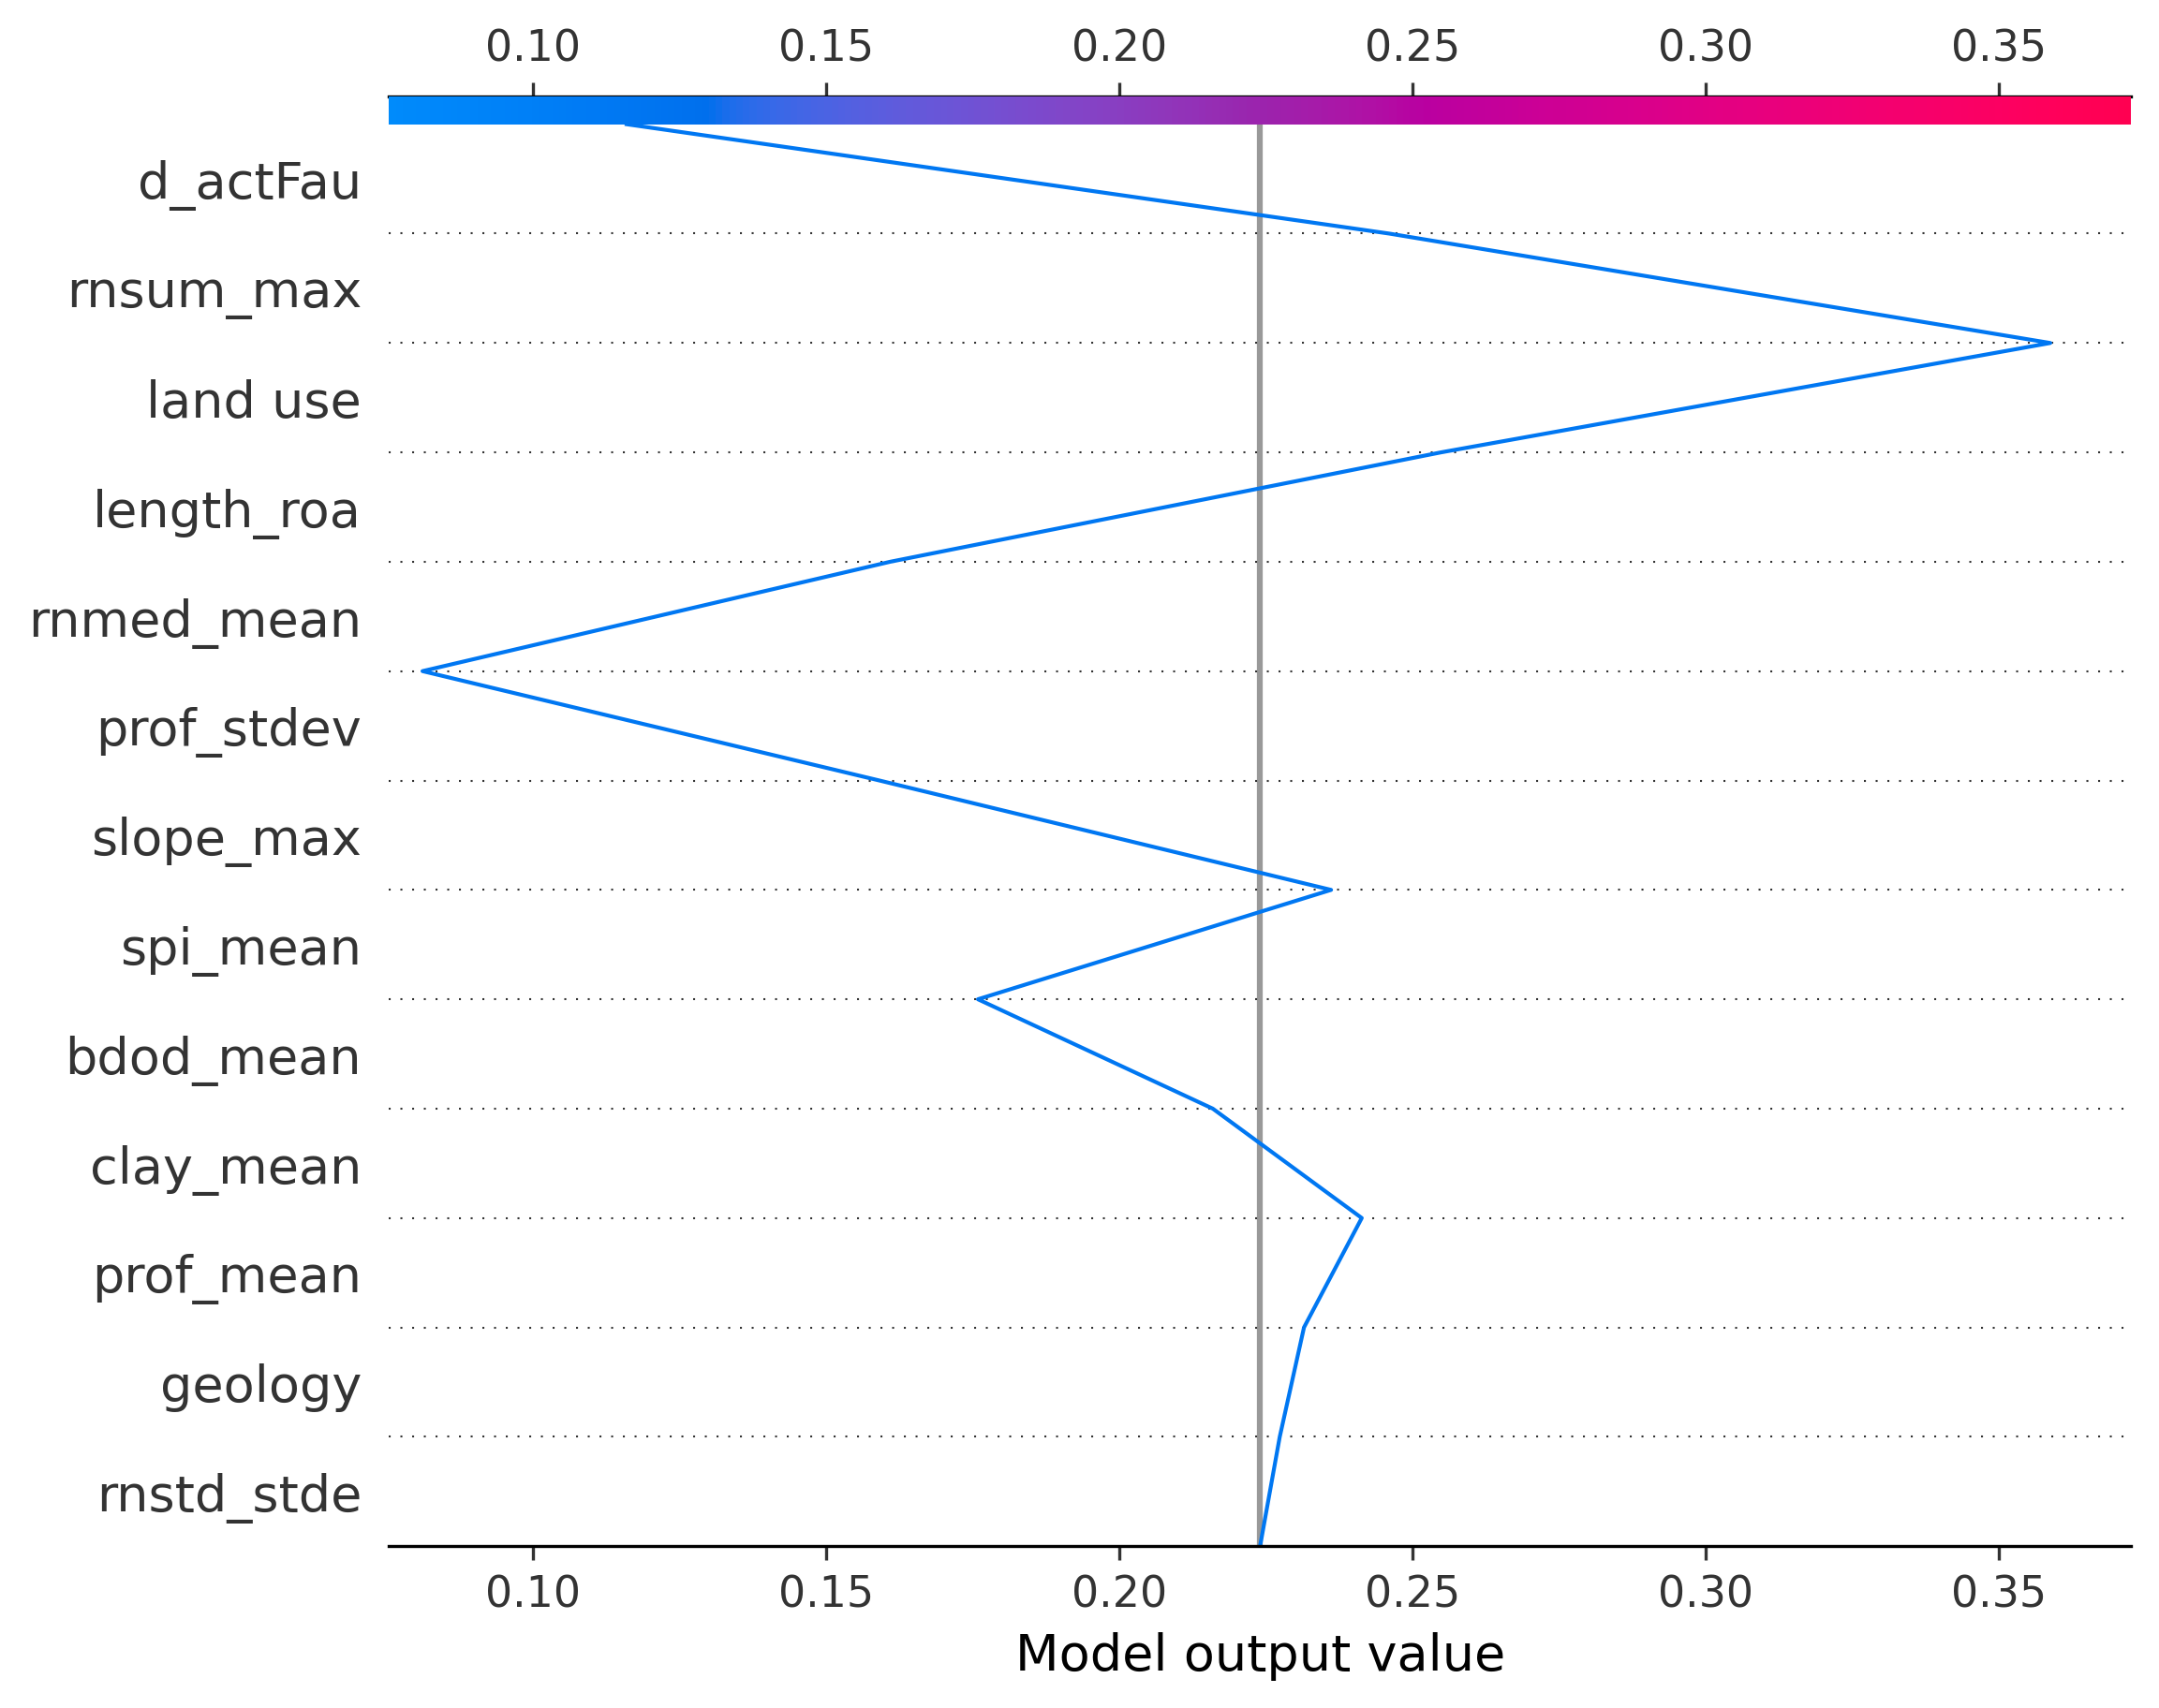 0.10 0.15 0.20 0.25 0.30 0.35
d_actFau
rnsum_max
land use
length_roa
rnmed_mean
prof_stdev
slope_max
spi_mean
bdod_mean
clay_mean
prof_mean
geology
rnstd_stde
0.10 0.15 0.20 0.25 0.30 0.35
Model output value